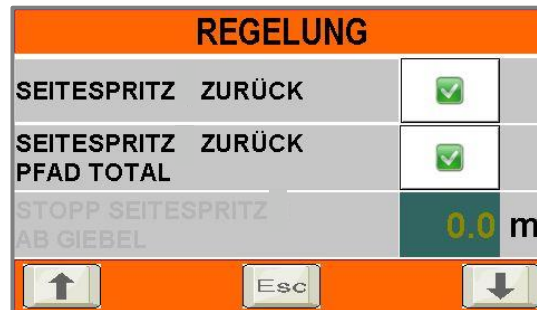 REGELUNG
SEITESPRITZ ZURÜCK
SEITESPRITZ ZURÜCK
PFAD TOTAL
STOPP SEITESPRITZ
AB GIEBEL
0.0 m
Esc